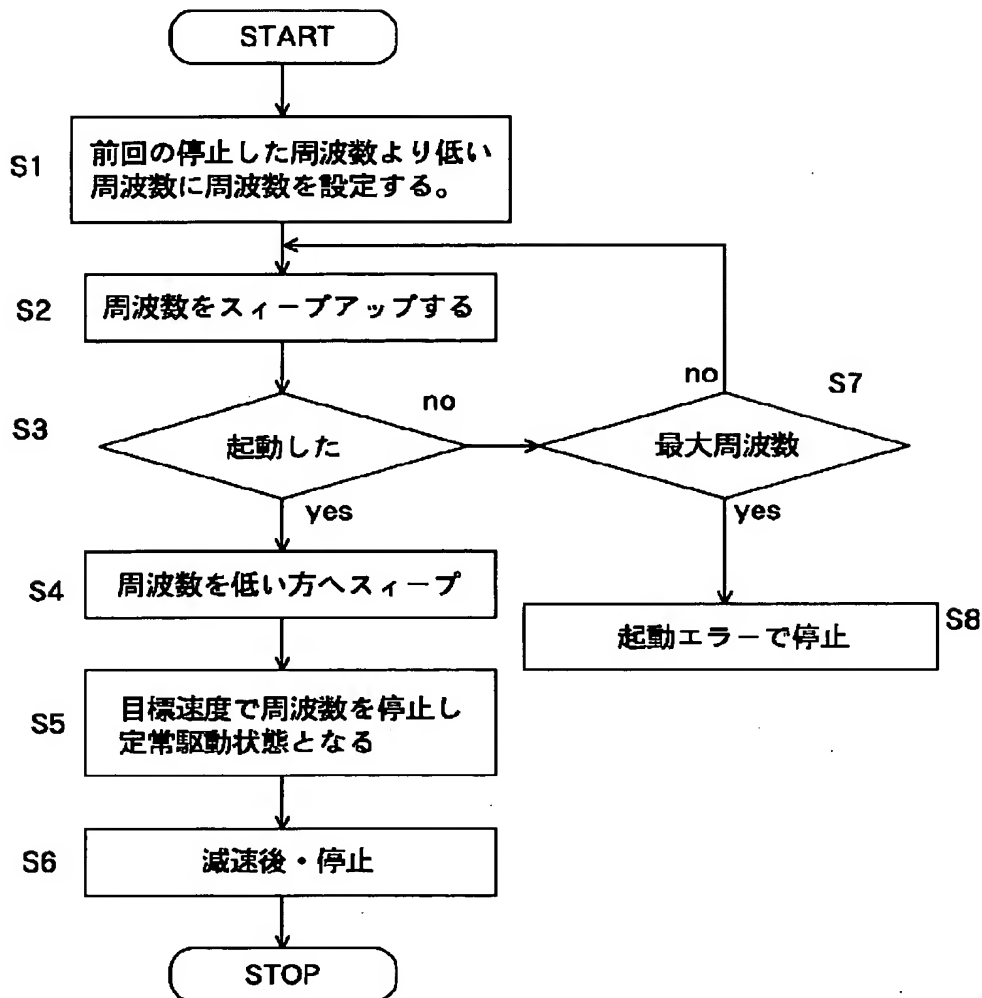 START
S1
前回の停止した周波数より低い
周波数に周波数を設定する。
S2
周波数をスィープアップする
S3
起動した
no
yes
S7
最大周波数
no
yes
S4
周波数を低い方へスィープ
S8
起動エラーで停止
S5
目標速度で周波数を停止し
定常駆動状態となる
S6
減速後・停止
STOP